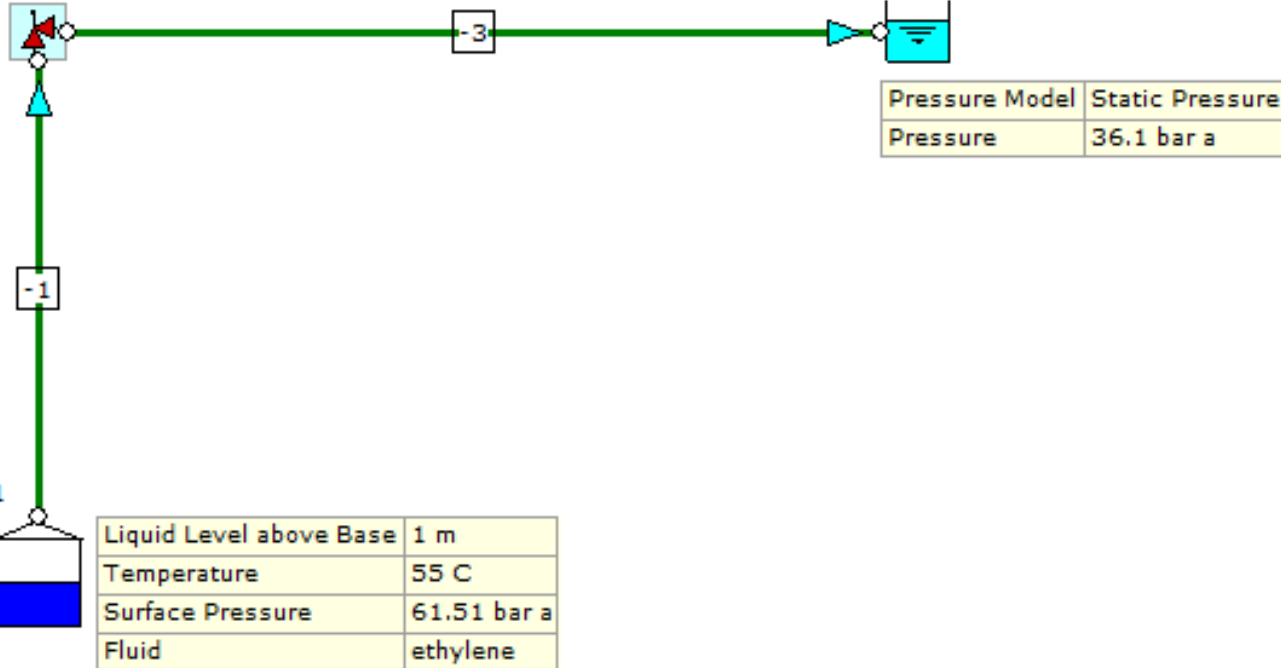 -3
Pressure Model Static Pressure
Pressure 36.1 bar a
-1
Liquid Level above Base 1 m
Temperature 55 C
Surface Pressure 61.51 bar a
Fluid ethylene